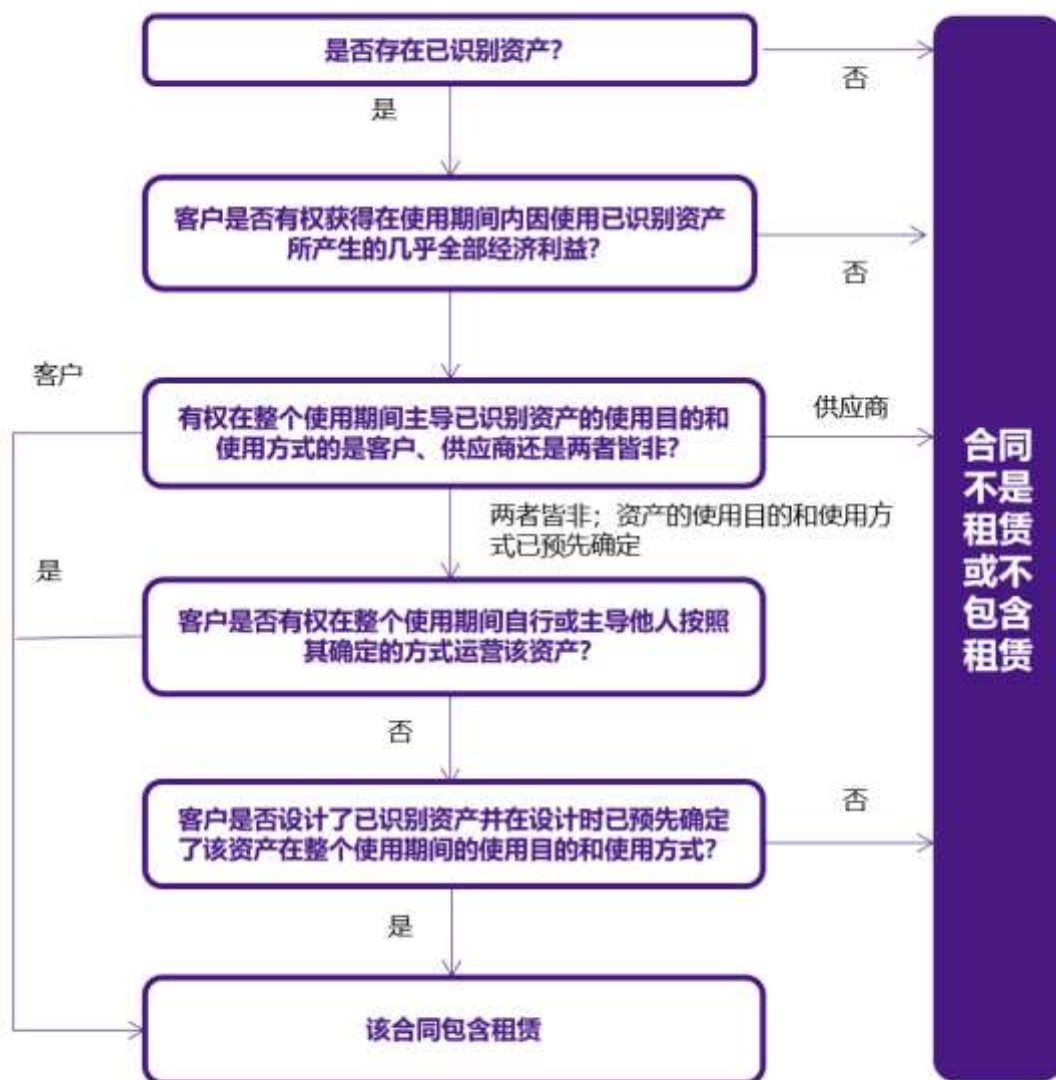 是否存在已识别资产？
否
是
客户是否有权获得在使用期间内因使用已识别资产
所产生的几乎全部经济利益？
否
客户
有权在整个使用期间主导已识别资产的使用目的和
使用方式的是客户、供应商还是两者皆非？
供应商
两者皆非；资产的使用目的和使用方
式已预先确定
是
客户是否有权在整个使用期间自行或主导他人按照
其确定的方式运营该资产？
否
客户是否设计了已识别资产并在设计时已预先确定
了该资产在整个使用期间的使用目的和使用方式？
否
是
该合同包含租赁
合同
不是
租赁
或不
包含
租赁